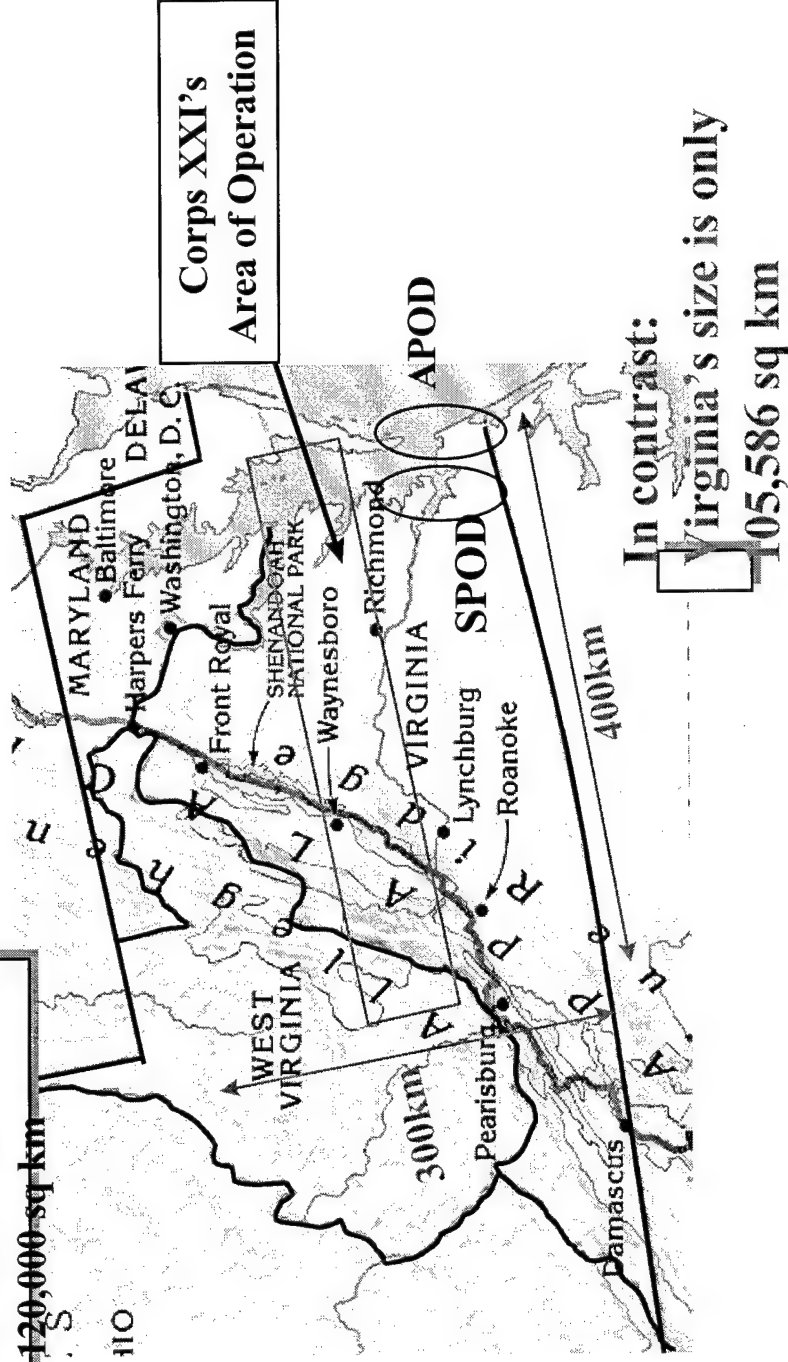 120,000 sq km
S
HIO
Corps XXI's
Area of Operation
MARYLAND
Baltimore
DELAW
Harpers Ferry
Washington, D. C.
Front Royal
SHENANDOAH
NATIONAL PARK
Waynesboro
Richmond
WEST
VIRGINIA
VIRGINIA
APOD
SPOD
Lynchburg
Roanoke
Pearisburg
Damascus
300km
400km
A L l e g h e n
A P P A L A
R i d g e
In contrast:
Virginia's size is only
105,586 sq km